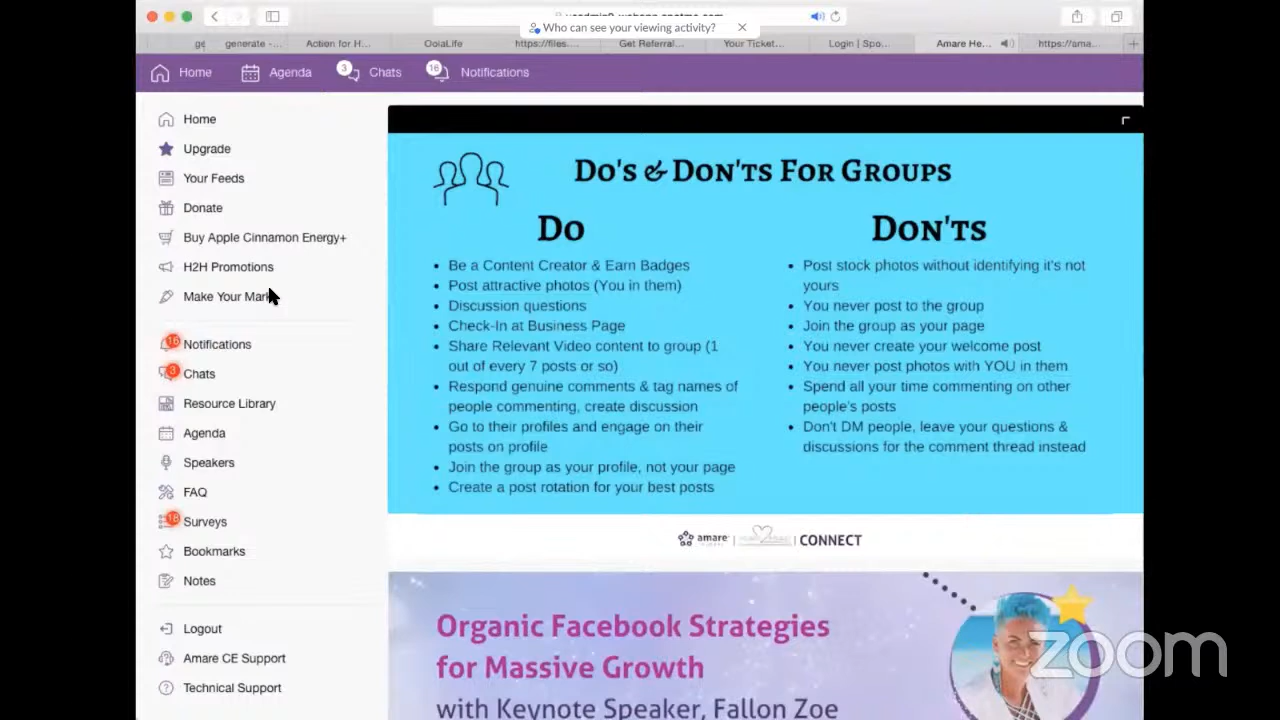 Who can see your viewing activity?
ge
generate -...
Action for H...
OolaLife
https://files....
Get Referral...
Your Ticket...
Login | Spo...
Amare He...
https://ama...
Home
Agenda
3
Chats
16
Notifications
Home
Upgrade
Your Feeds
Donate
Buy Apple Cinnamon Energy+
H2H Promotions
Make Your Mark
16
Notifications
3
Chats
Resource Library
Agenda
Speakers
FAQ
18
Surveys
Bookmarks
Notes
Logout
Amare CE Support
Technical Support
Do's & Don'ts For Groups
Do
• Be a Content Creator & Earn Badges
• Post attractive photos (You in them)
• Discussion questions
• Check-In at Business Page
• Share Relevant Video content to group (1
out of every 7 posts or so)
• Respond genuine comments & tag names of
people commenting, create discussion
• Go to their profiles and engage on their
posts on profile
• Join the group as your profile, not your page
• Create a post rotation for your best posts
Don'ts
• Post stock photos without identifying it's not
yours
• You never post to the group
• Join the group as your page
• You never create your welcome post
• You never post photos with YOU in them
• Spend all your time commenting on other
people's posts
• Don't DM people, leave your questions &
discussions for the comment thread instead
amare | | CONNECT
Organic Facebook Strategies
for Massive Growth
with Keynote Speaker, Fallon Zoe
zoom